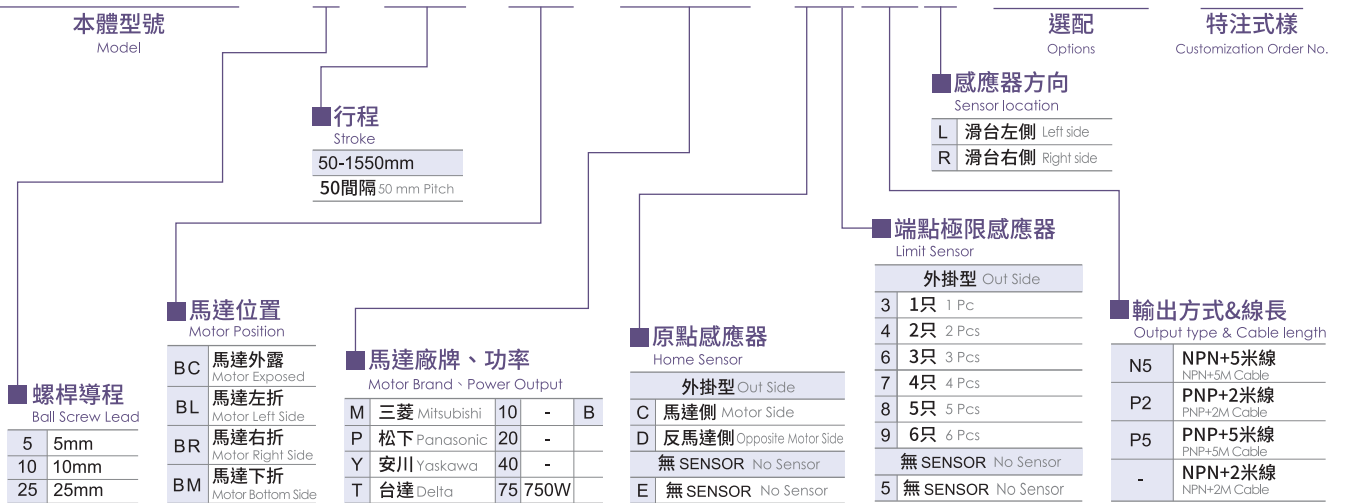 本體型號
Model
選配
Options
特注式樣
Customization Order No.
感應器方向
Sensor location
L 滑台左側 Left side
R 滑台右側 Right side
行程
Stroke
50-1550mm
50間隔 50 mm Pitch
端點極限感應器
Limit Sensor
外掛型 Out Side
3 1只 1 Pc
4 2只 2 Pcs
6 3只 3 Pcs
7 4只 4 Pcs
8 5只 5 Pcs
9 6只 6 Pcs
無 SENSOR No Sensor
5 無 SENSOR No Sensor
輸出方式&線長
Output type & Cable length
N5 NPN+5米線
NPN+5M Cable
P2 PNP+2米線
PNP+2M Cable
P5 PNP+5米線
PNP+5M Cable
- NPN+2米線
NPN+2M Cable
馬達位置
Motor Position
BC 馬達外露
Motor Exposed
BL 馬達左折
Motor Left Side
BR 馬達右折
Motor Right Side
BM 馬達下折
Motor Bottom Side
原點感應器
Home Sensor
外掛型 Out Side
C 馬達側 Motor Side
D 反馬達側 Opposite Motor Side
無 SENSOR No Sensor
E 無 SENSOR No Sensor
馬達廠牌、功率
Motor Brand、Power Output
M 三菱 Mitsubishi 10 - B
P 松下 Panasonic 20 -
Y 安川 Yaskawa 40 -
T 台達 Delta 75 750W
螺桿導程
Ball Screw Lead
5 5mm
10 10mm
25 25mm